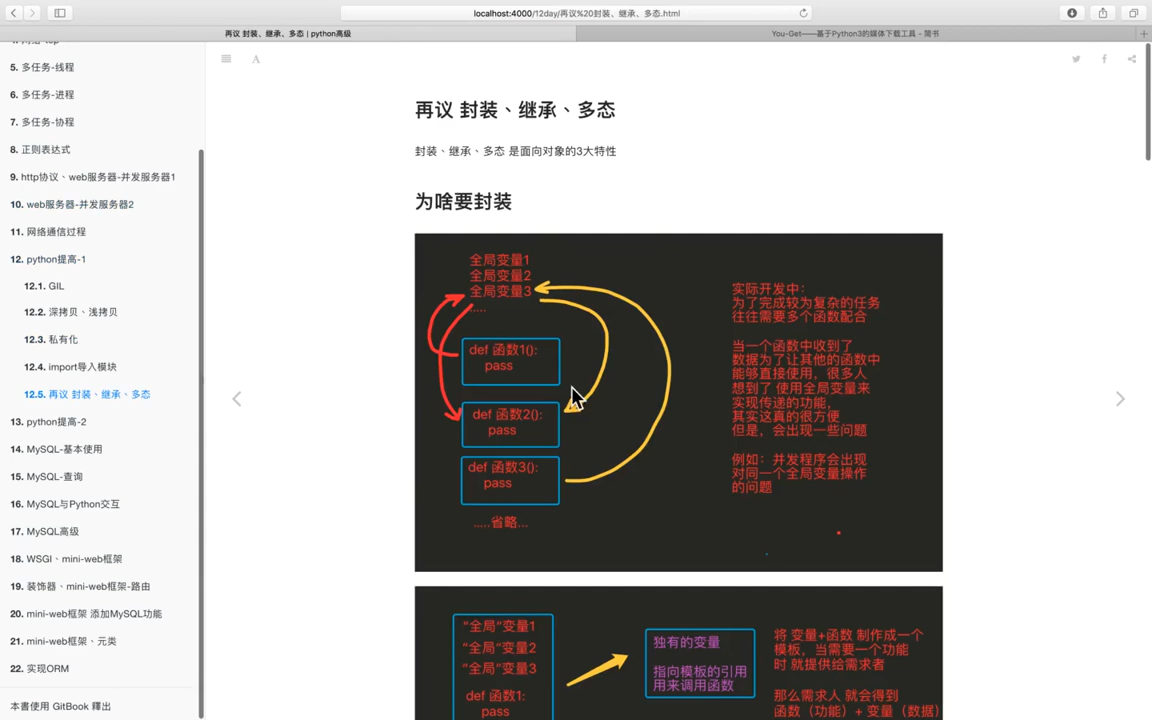 localhost:4000/12day/再议%20封装、继承、多态.html
再议 封装、继承、多态 | python高级
You-Get——基于Python3的媒体下载工具 - 简书
5. 多任务-线程
6. 多任务-进程
7. 多任务-协程
8. 正则表达式
9. http协议、web服务器-并发服务器1
10. web服务器-并发服务器2
11. 网络通信过程
12. python提高-1
12.1. GIL
12.2. 深拷贝、浅拷贝
12.3. 私有化
12.4. import导入模块
12.5. 再议 封装、继承、多态
13. python提高-2
14. MySQL-基本使用
15. MySQL-查询
16. MySQL与Python交互
17. MySQL高级
18. WSGI、mini-web框架
19. 装饰器、mini-web框架-路由
20. mini-web框架 添加MySQL功能
21. mini-web框架、元类
22. 实现ORM
本書使用 GitBook 釋出
A
再议 封装、继承、多态
封装、继承、多态 是面向对象的3大特性
为啥要封装
全局变量1
全局变量2
全局变量3
.....
def 函数1():
pass
def 函数2():
pass
def 函数3():
pass
.....省略...
实际开发中：
为了完成较为复杂的任务
往往需要多个函数配合
当一个函数中收到了
数据为了让其他的函数中
能够直接使用，很多人
想到了 使用全局变量来
实现传递的功能，
其实这真的很方便
但是，会出现一些问题
例如：并发程序会出现
对同一个全局变量操作
的问题
“全局”变量1
“全局”变量2
“全局”变量3
def 函数1:
pass
独有的变量
指向模板的引用
用来调用函数
将 变量+函数 制作成一个
模板，当需要一个功能
时 就提供给需求者
那么需求人 就会得到
函数（功能）+ 变量（数据）